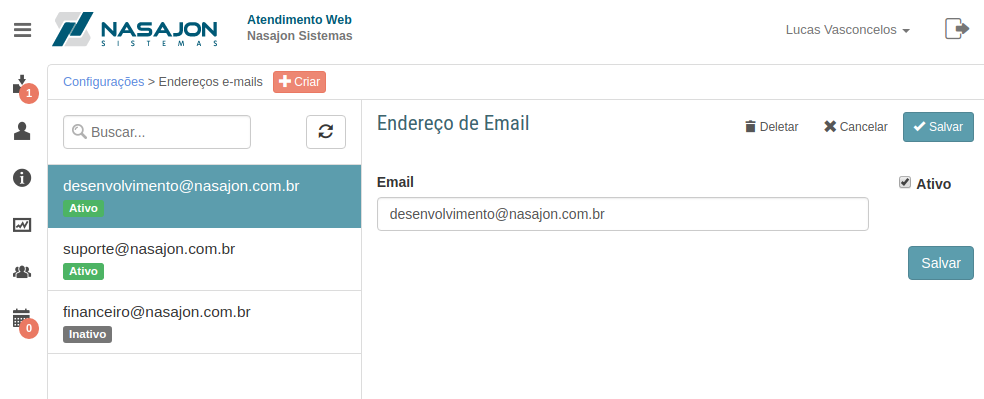 NASAJON
SISTEMAS
Atendimento Web
Nasajon Sistemas
Lucas Vasconcelos
1
0
Configurações > Endereços e-mails
Criar
Buscar...
desenvolvimento@nasajon.com.br
Ativo
suporte@nasajon.com.br
Ativo
financeiro@nasajon.com.br
Inativo
Endereço de Email
Deletar
Cancelar
Salvar
Email
Ativo
desenvolvimento@nasajon.com.br
Salvar